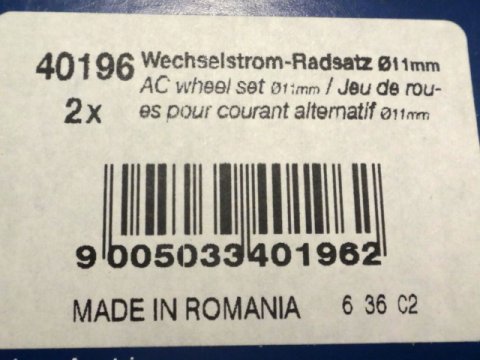 40196 Wechselstrom-Radsatz Ø11mm
2x AC wheel set Ø11mm / Jeu de rou-
es pour courant alternatif Ø11mm
9 005033 401962
MADE IN ROMANIA 6 36 C2